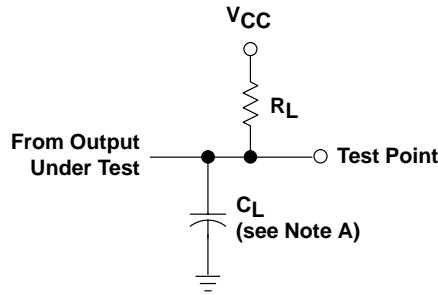 VCC
RL
From Output
Under Test
Test Point
CL
(see Note A)